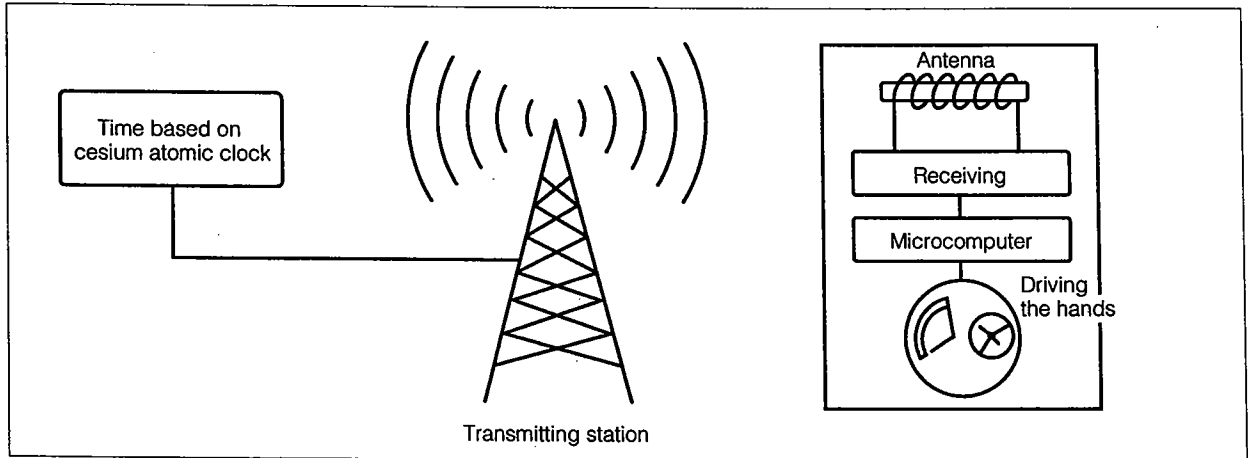 Time based on
cesium atomic clock
Transmitting station
Antenna
Receiving
Microcomputer
Driving
the hands